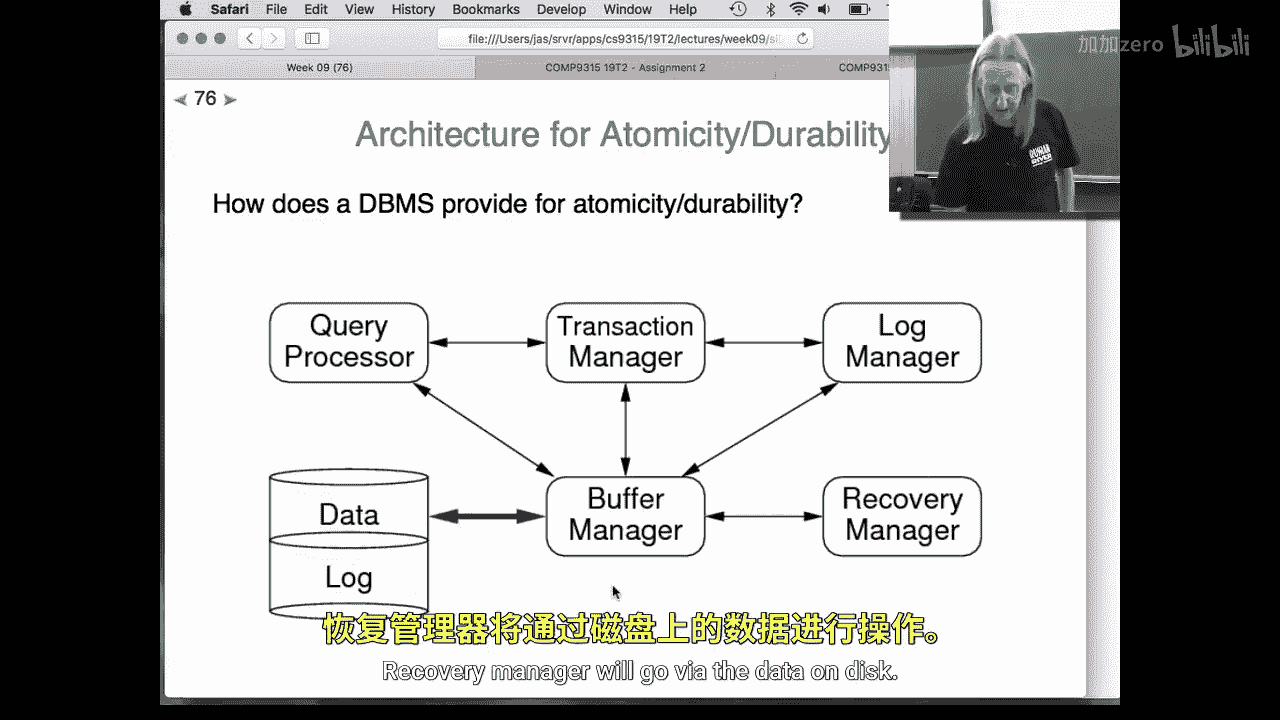 Safari File Edit View History Bookmarks Develop Window Help
加加zero bilibili
file:///Users/jas/srvr/apps/cs9315/19T2/lectures/week09/sl
Week 09 (76)
COMP9315 19T2 - Assignment 2
COMP931
76
Architecture for Atomicity/Durability
How does a DBMS provide for atomicity/durability?
Query
Processor
Transaction
Manager
Log
Manager
Data
Log
Buffer
Manager
Recovery
Manager
恢复管理器将通过磁盘上的数据进行操作。
Recovery manager will go via the data on disk.